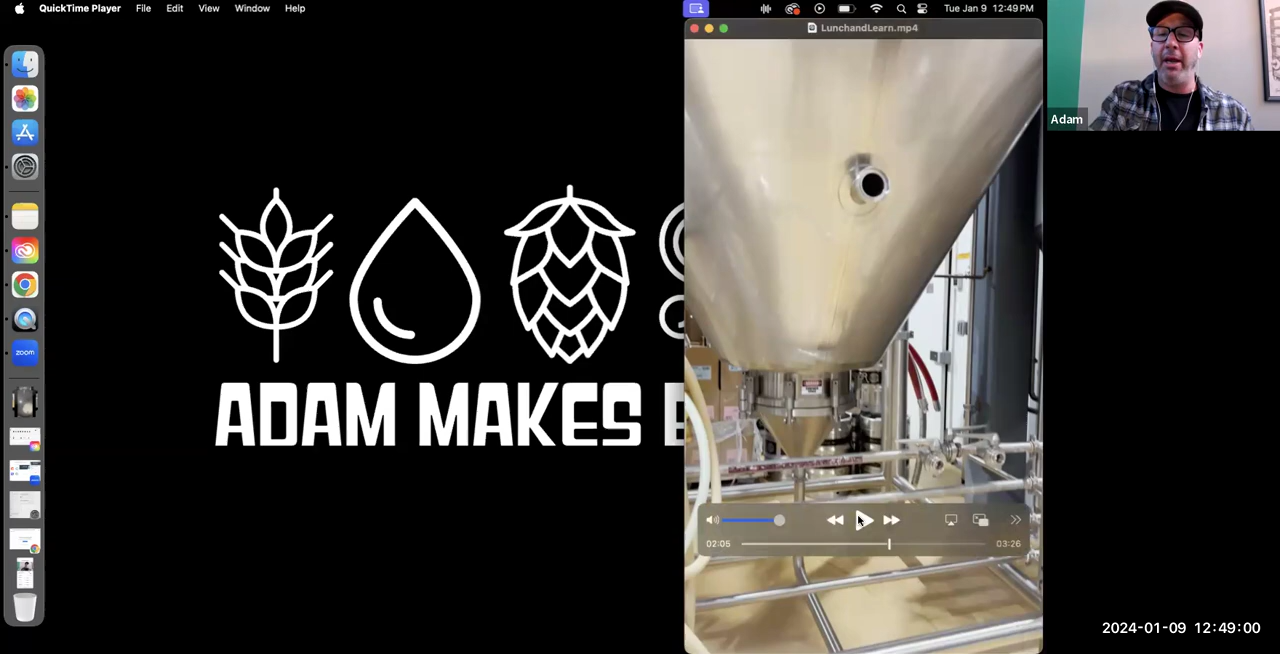 QuickTime Player File Edit View Window Help
Tue Jan 9 12:49 PM
LunchandLearn.mp4
Adam
zoom
ADAM MAKES
02:05
03:26
2024-01-09 12:49:00